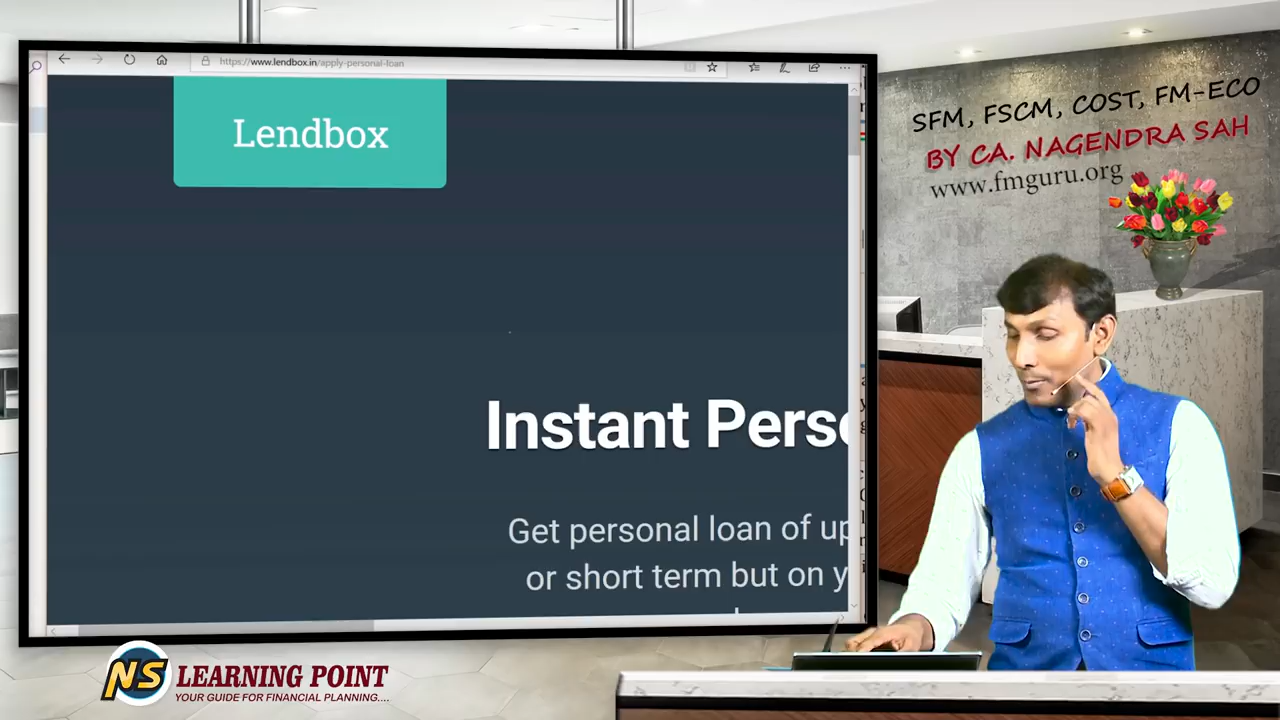 https://www.lendbox.in/apply-personal-loan
Lendbox
Instant Pers
Get personal loan of up
or short term but on y
SFM, FSCM, COST, FM-ECO
BY CA. NAGENDRA SAH
www.fmguru.org
NS LEARNING POINT
YOUR GUIDE FOR FINANCIAL PLANNING....